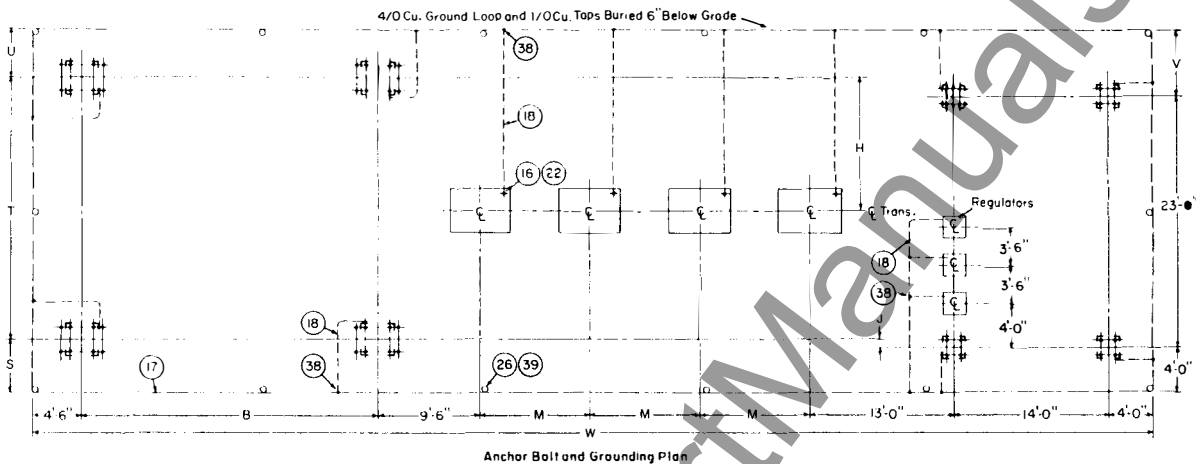 4/0 Cu. Ground Loop and 1/0 Cu. Taps Buried 6" Below Grade
U
38
V
18
H
16 22
T
℄ ℄ ℄ ℄ ℄ Trans.
Regulators
℄
3'-6"
18
℄
3'-6"
38
℄
4'-0"
J
23'-
18
S
17
38
26 39
4'-0"
4'-6" B 9'-6" M M M 13'-0" 14'-0" 4'-0"
W
Anchor Bolt and Grounding Plan